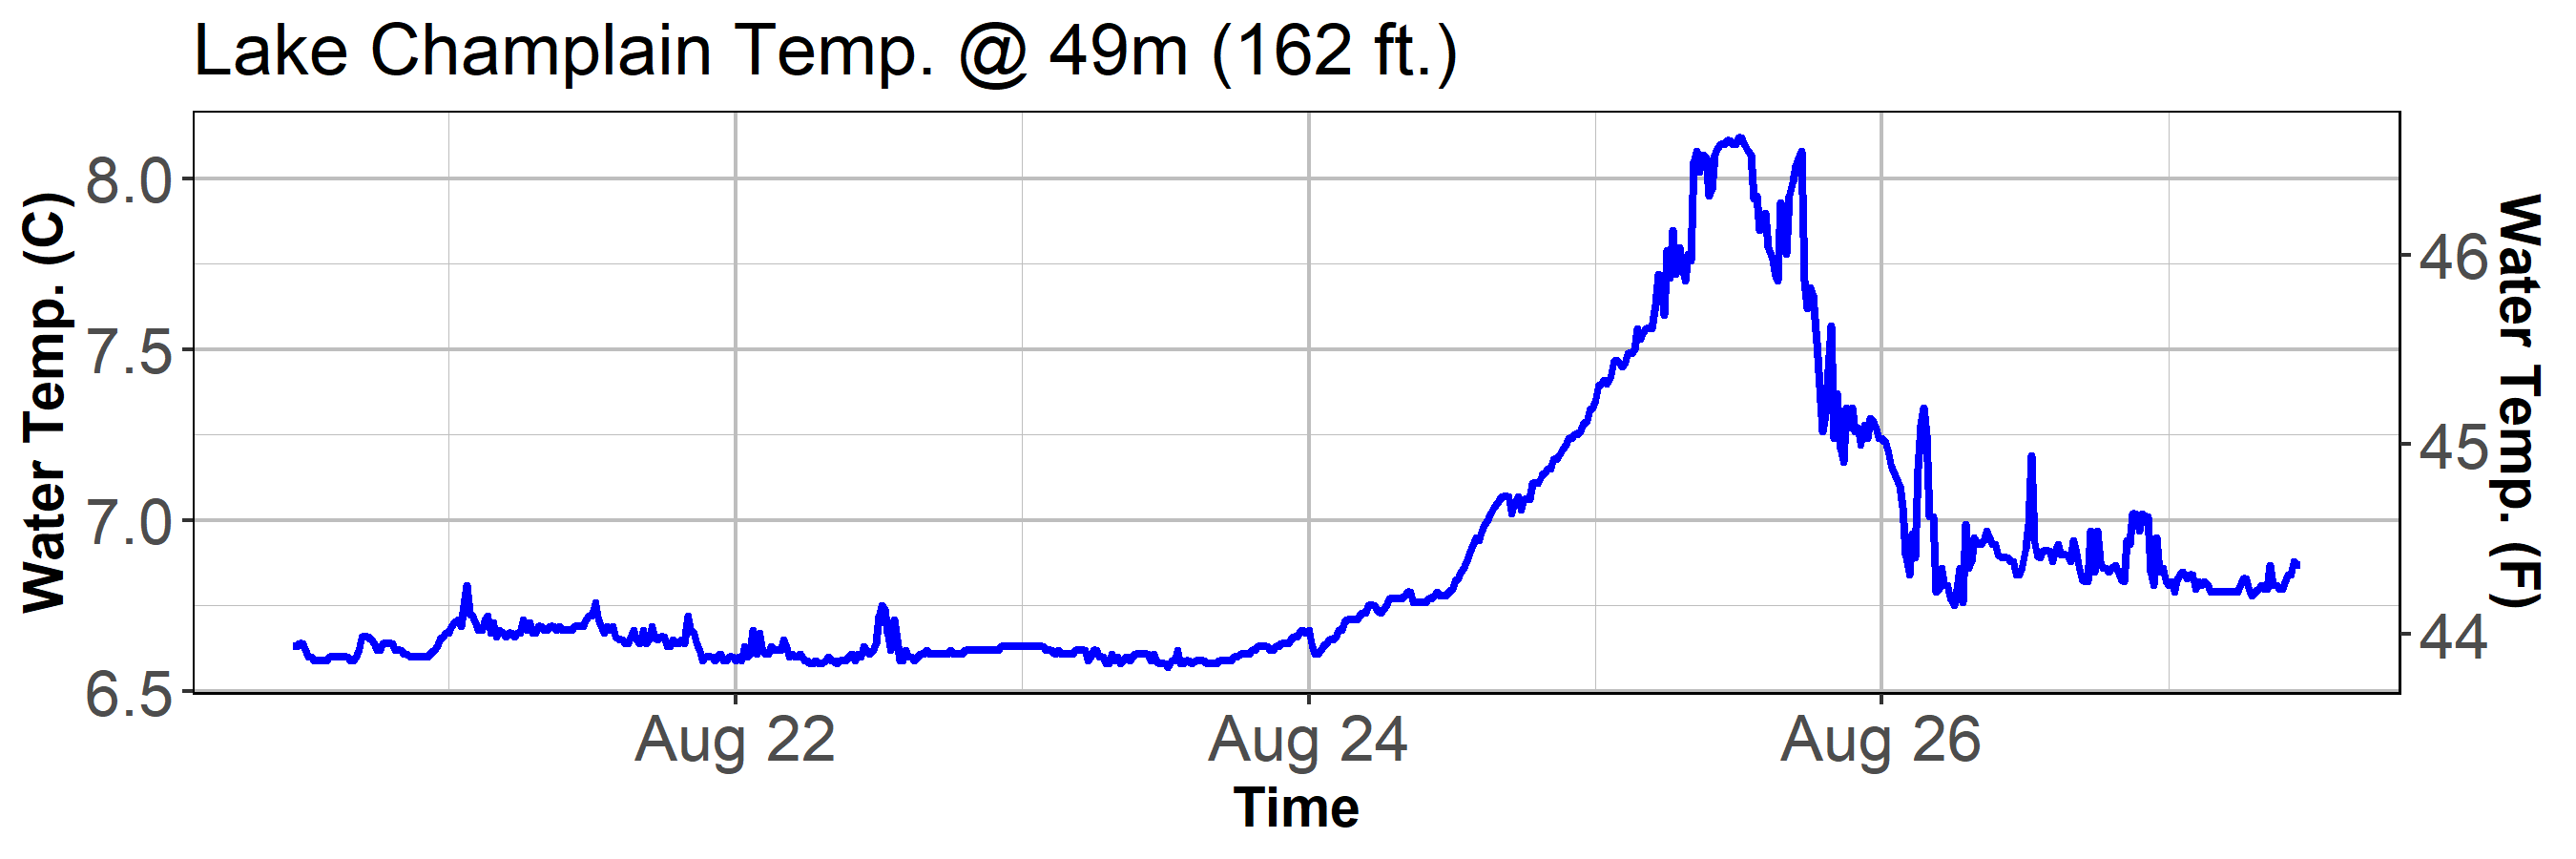 Lake Champlain Temp. @ 49m (162 ft.)
Water Temp. (C)
8.0
7.5
7.0
6.5
46
45
44
Water Temp. (F)
Aug 22 Aug 24 Aug 26
Time